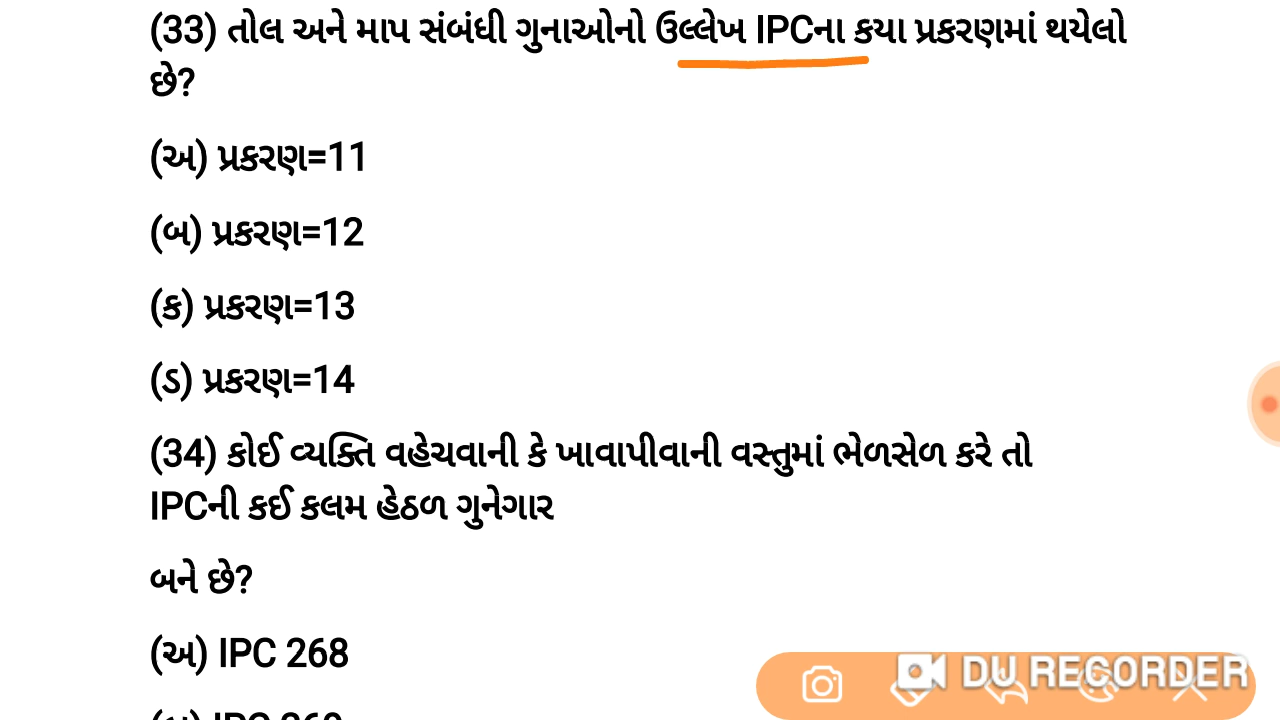 (33) તોલ અને માપ સંબંધી ગુનાઓનો ઉલ્લેખ IPCના કયા પ્રકરણમાં થયેલો
છે?
(અ) પ્રકરણ=11
(બ) પ્રકરણ=12
(ક) પ્રકરણ=13
(ડ) પ્રકરણ=14
(34) કોઈ વ્યક્તિ વહેચવાની કે ખાવાપીવાની વસ્તુમાં ભેળસેળ કરે તો
IPCની કઈ કલમ હેઠળ ગુનેગાર
બને છે?
(અ) IPC 268
DU RECORDER